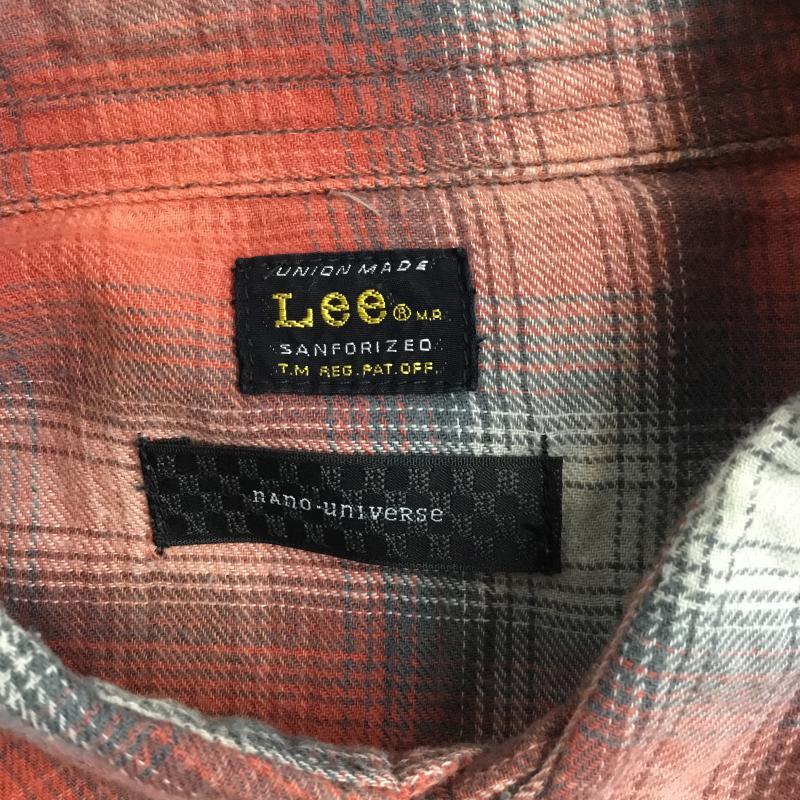 UNION MADE
Lee® M.R.
SANFORIZED
T.M REG. PAT. OFF.
nano·universe